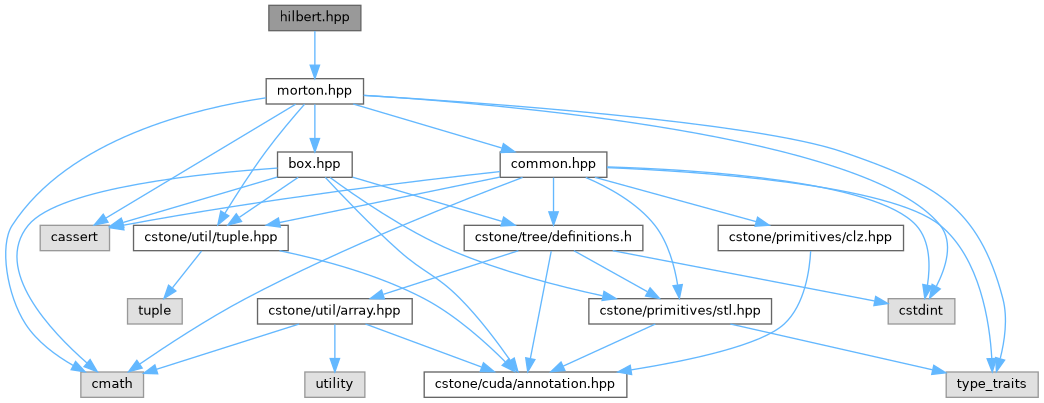 hilbert.hpp
morton.hpp
box.hpp
common.hpp
cassert
cstone/util/tuple.hpp
cstone/tree/definitions.h
cstone/primitives/clz.hpp
tuple
cstone/util/array.hpp
cstone/primitives/stl.hpp
cstdint
cmath
utility
cstone/cuda/annotation.hpp
type_traits